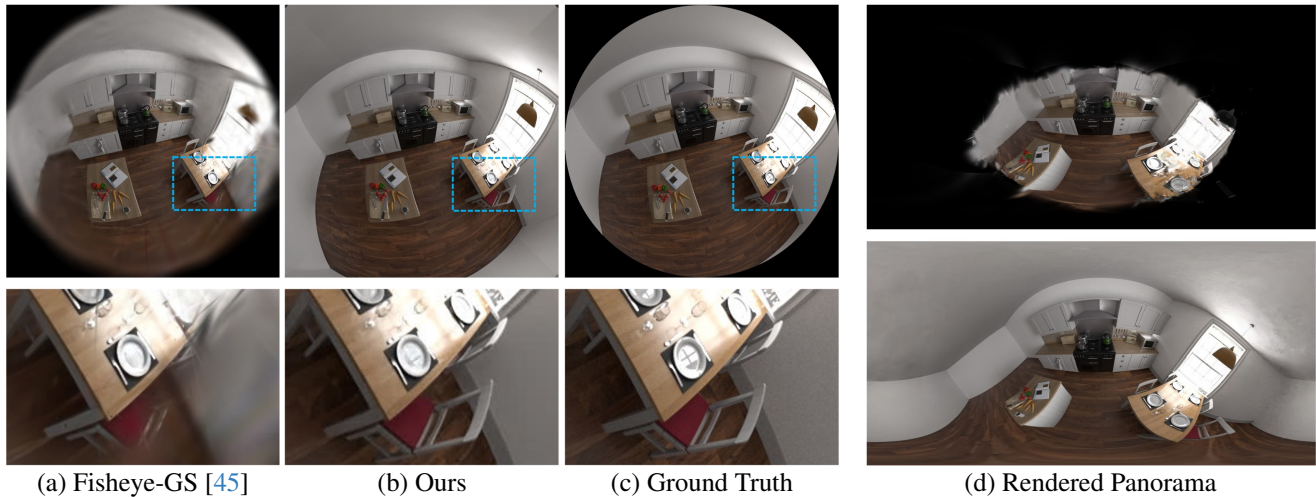 (a) Fisheye-GS [45]
(b) Ours
(c) Ground Truth
(d) Rendered Panorama